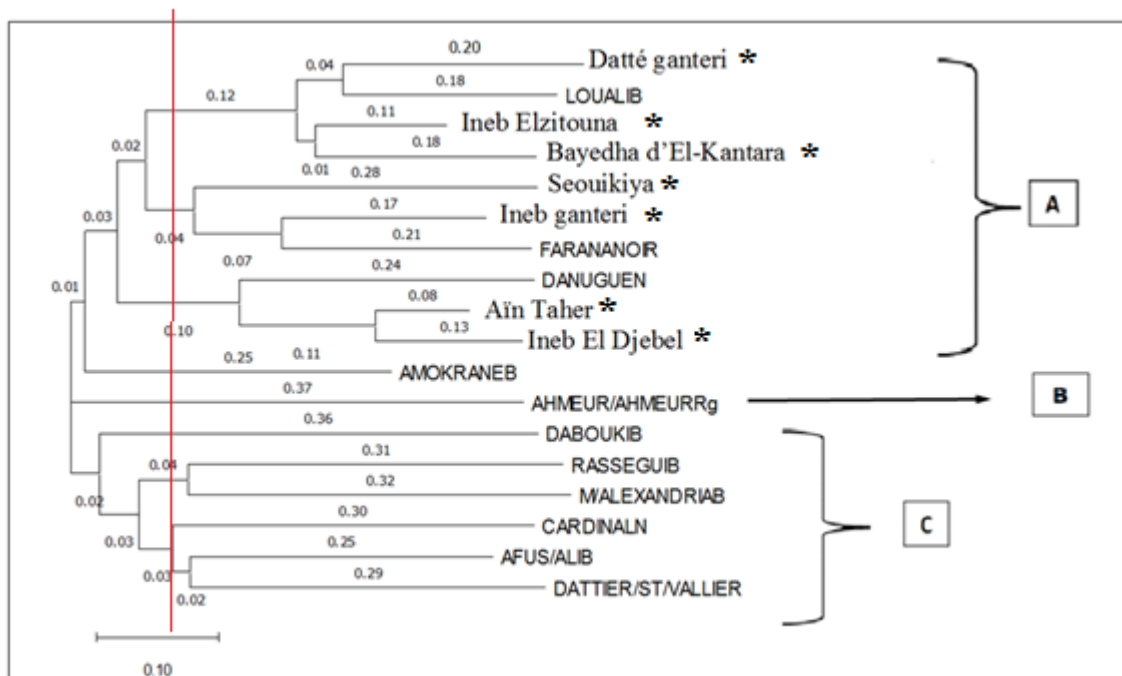 0.20
Datté ganteri *
0.04
0.18
LOUALIB
0.12
0.11
Ineb Elzitouna *
0.02
0.18
Bayedha d’El-Kantara *
0.01
0.28
Seouikiya *
A
0.17
Ineb ganteri *
0.03
0.04
0.21
FARANANOIR
0.07
0.24
DANUGUEN
0.01
0.08
Aïn Taher *
0.10
0.13
Ineb El Djebel *
0.25
0.11
AMOKRANEB
0.37
AHMEUR/AHMEURRg
B
0.36
DABOUKIB
0.31
0.04
RASSEGUIB
0.32
M/ALEXANDRIAB
0.02
0.30
CARDINALN
C
0.03
0.25
AFUS/ALIB
0.03
0.29
DATTIER/ST/VALLIER
0.02
0.10